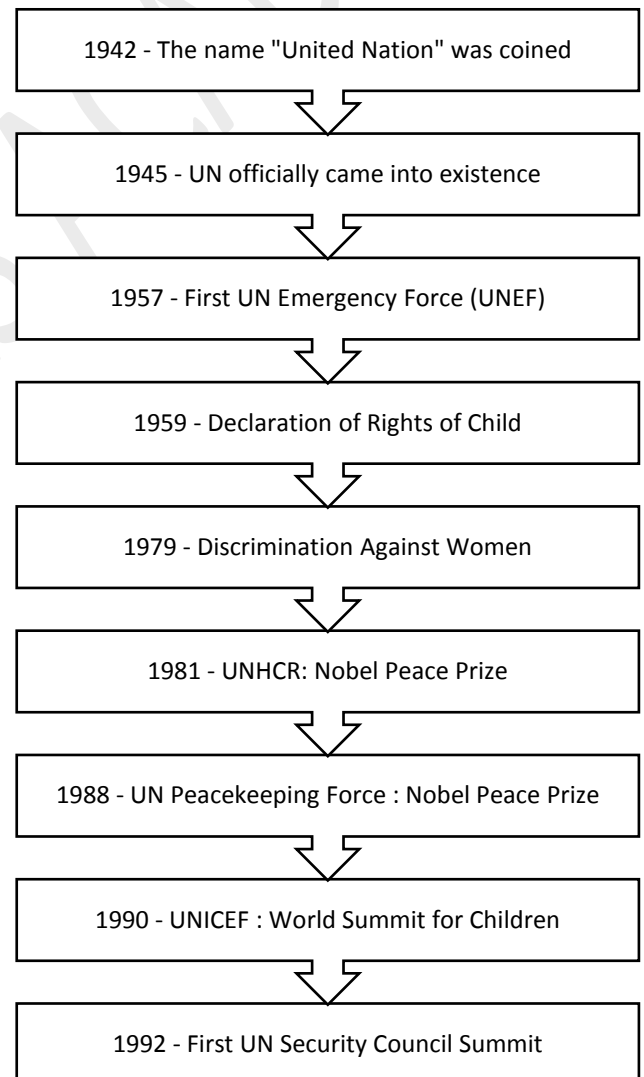 1942 - The name "United Nation" was coined
1945 - UN officially came into existence
1957 - First UN Emergency Force (UNEF)
1959 - Declaration of Rights of Child
1979 - Discrimination Against Women
1981 - UNHCR: Nobel Peace Prize
1988 - UN Peacekeeping Force : Nobel Peace Prize
1990 - UNICEF : World Summit for Children
1992 - First UN Security Council Summit